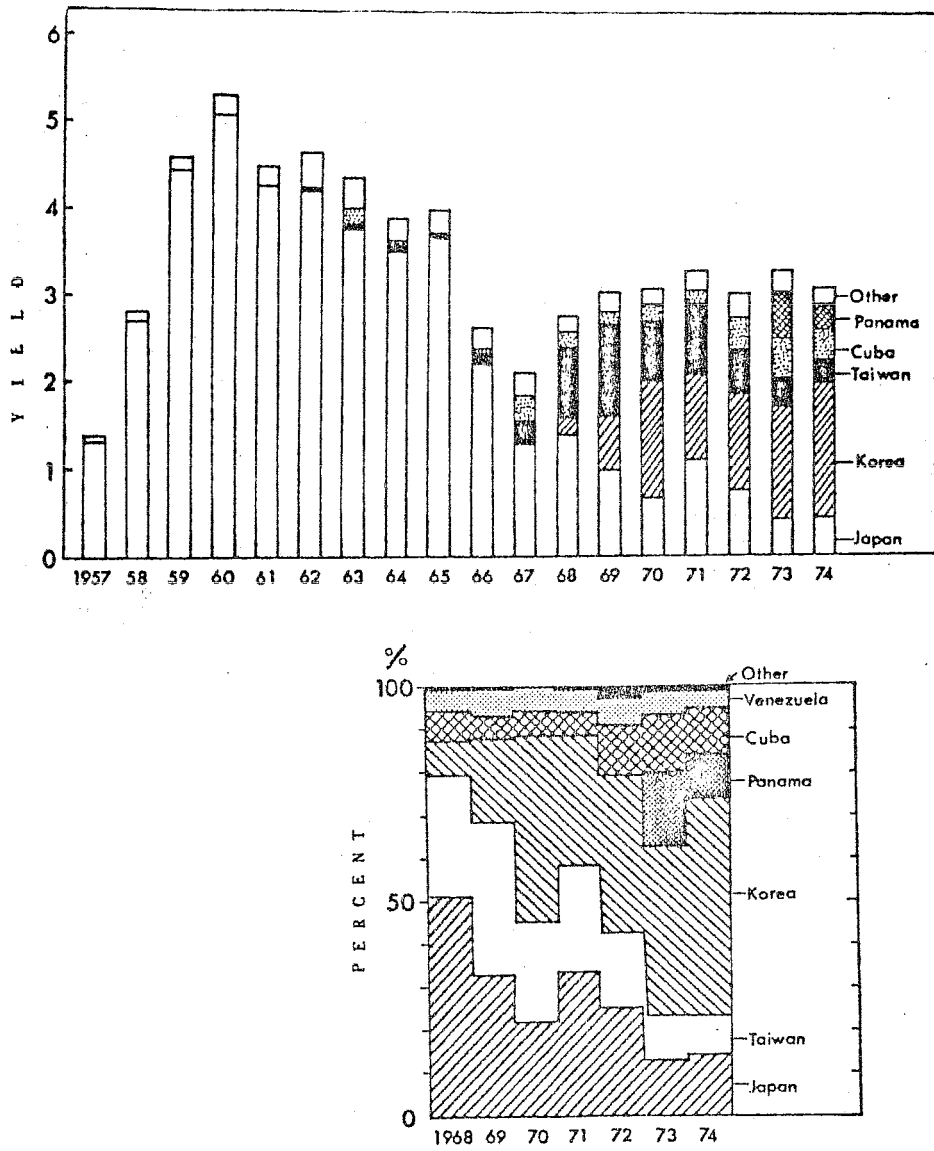 6
5
4
3
2
1
0
YIELD
Other
Panama
Cuba
Taiwan
Korea
Japan
1957 58 59 60 61 62 63 64 65 66 67 68 69 70 71 72 73 74
%
100
50
0
PERCENT
Other
Venezuela
Cuba
Panama
Korea
Taiwan
Japan
1968 69 70 71 72 73 74